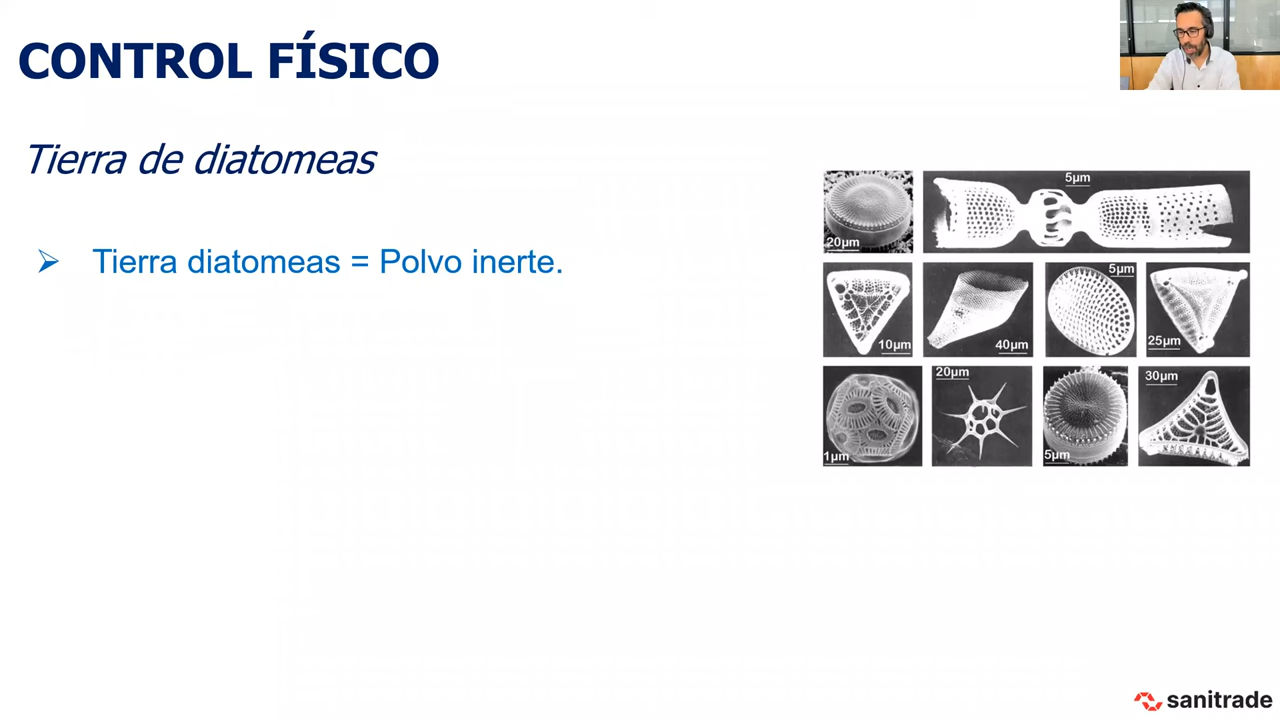 CONTROL FÍSICO
Tierra de diatomeas
➢ Tierra diatomeas = Polvo inerte.
20µm
5µm
10µm
40µm
5µm
25µm
1µm
20µm
5µm
30µm
sanitrade